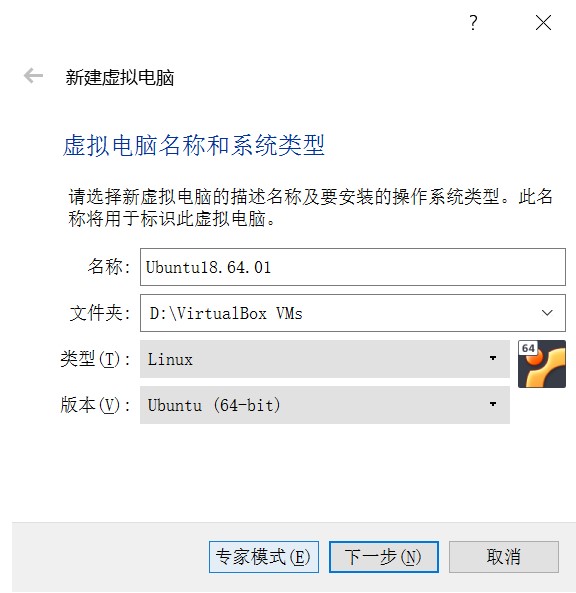 ?
新建虚拟电脑
虚拟电脑名称和系统类型
请选择新虚拟电脑的描述名称及要安装的操作系统类型。此名
称将用于标识此虚拟电脑。
名称: Ubuntu18.64.01
文件夹: D:\VirtualBox VMs
类型(T): Linux
64
版本(V): Ubuntu (64-bit)
专家模式(E) 下一步(N) 取消